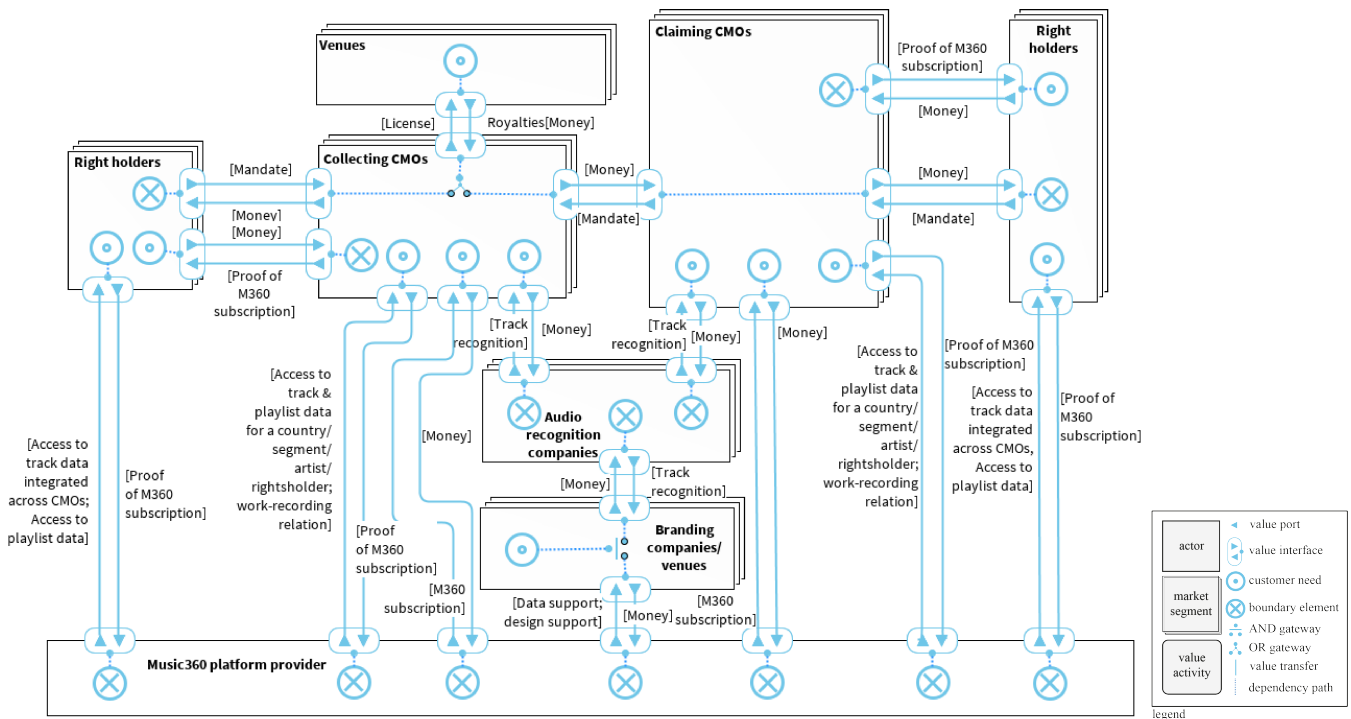 Venues
Claiming CMOs
Right
holders
[Proof of M360
subscription]
[Money]
[License]
Royalties[Money]
Right holders
Collecting CMOs
[Mandate]
[Money]
[Money]
[Mandate]
[Money]
[Mandate]
[Money]
[Proof of
M360
subscription]
[Track
recognition]
[Money]
[Track
recognition]
[Money]
[Money]
[Access to
track &
playlist data
for a country/
segment/
artist/
rightsholder;
work-recording
relation]
[Access to
track &
playlist data
for a country/
segment/
artist/
rightsholder;
work-recording
relation]
[Proof of M360
subscription]
[Access to
track data
integrated
across CMOs,
Access to
playlist data]
[Proof of
M360
subscription]
[Money]
Audio
recognition
companies
[Access to
track data
integrated
across CMOs;
Access to
playlist data]
[Proof
of M360
subscription]
[Money]
[Track
recognition]
[Proof
of M360
subscription]
[M360
subscription]
Branding
companies/
venues
[Data support;
design support]
[Money]
[M360
subscription]
Music360 platform provider
actor
market
segment
value
activity
value port
value interface
customer need
boundary element
AND gateway
OR gateway
value transfer
dependency path
legend